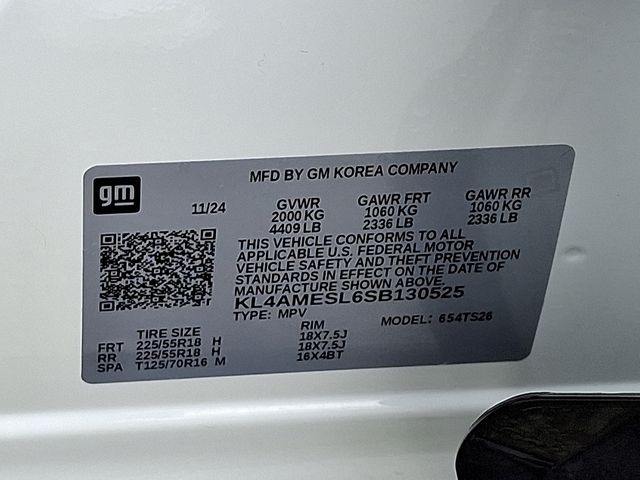 gm
MFD BY GM KOREA COMPANY
11/24
GVWR GAWR FRT GAWR RR
2000 KG 1060 KG 1060 KG
4409 LB 2336 LB 2336 LB
THIS VEHICLE CONFORMS TO ALL
APPLICABLE U.S. FEDERAL MOTOR
VEHICLE SAFETY AND THEFT PREVENTION
STANDARDS IN EFFECT ON THE DATE OF
MANUFACTURE SHOWN ABOVE.
KL4AMESL6SB130525
TYPE: MPV MODEL: 654TS26
TIRE SIZE RIM
FRT 225/55R18 H 18X7.5J
RR 225/55R18 H 18X7.5J
SPA T125/70R16 M 16X4BT